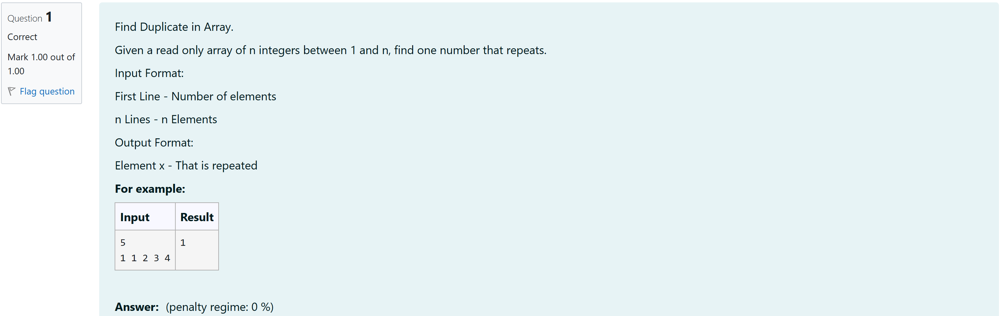 Question 1
Correct
Mark 1.00 out of
1.00
Flag question
Find Duplicate in Array.
Given a read only array of n integers between 1 and n, find one number that repeats.
Input Format:
First Line - Number of elements
n Lines - n Elements
Output Format:
Element x - That is repeated
For example:
Input Result
5 1
1 1 2 3 4
Answer: (penalty regime: 0 %)